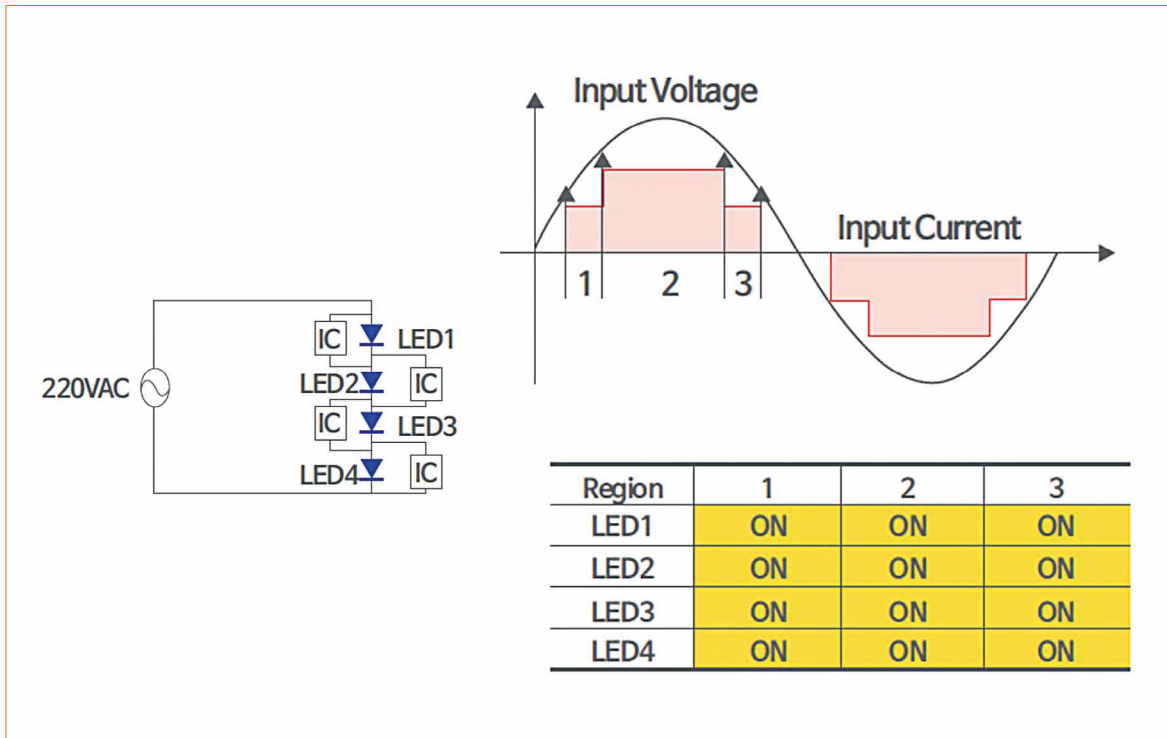 Input Voltage
Input Current
1 2 3
220VAC
IC LED1
LED2 IC
IC LED3
LED4 IC
Region 1 2 3
LED1 ON ON ON
LED2 ON ON ON
LED3 ON ON ON
LED4 ON ON ON